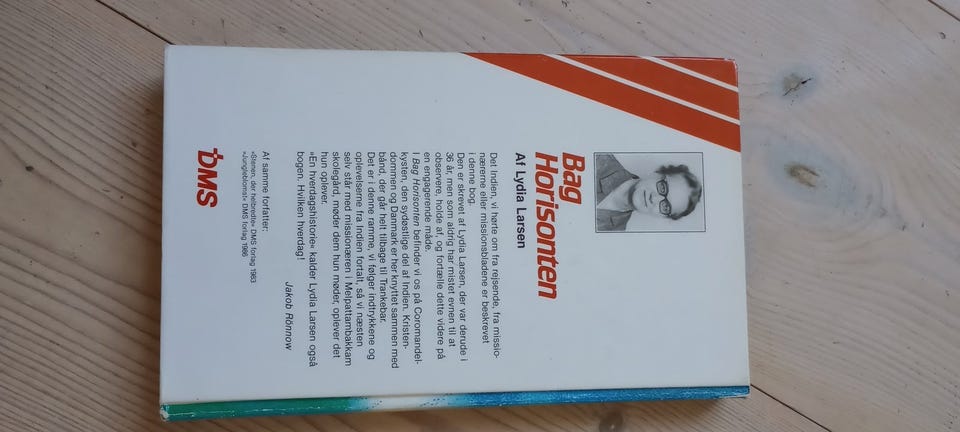 Bag
Horisonten
Af Lydia Larsen
Det Indien, vi hørte om fra rejsende, fra missio-
nærerne eller missionsbladene er beskrevet
i denne bog.
Den er skrevet af Lydia Larsen, der var derude i
36 år, men som aldrig har mistet evnen til at
observere, holde af, og fortælle dette videre på
en engagerende måde.
I Bag Horisonten befinder vi os på Coromandel-
kysten, den sydøstlige del af Indien. Kristen-
dommen og Danmark er her knyttet sammen med
bånd, der går helt tilbage til Trankebar.
Det er i denne ramme, vi følger indtrykkene og
oplevelserne fra Indien fortalt, så vi næsten
selv står med missionæren i Melpattambakkam
skolegård, møder dem hun møder, oplever det
hun oplever.
»En hverdagshistorie« kalder Lydia Larsen også
bogen. Hvilken hverdag!
Jakob Rönnow
Af samme forfatter:
»Stenen, der helbredte« DMS forlag 1983
»Jungleblomst« DMS forlag 1986
DMS